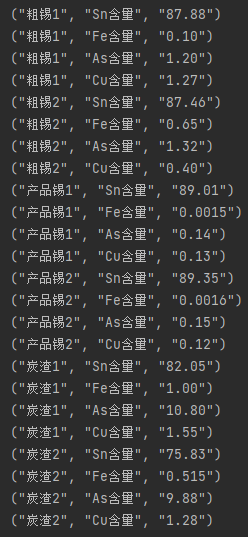 ("粗锡1", "Sn含量", "87.88")
("粗锡1", "Fe含量", "0.10")
("粗锡1", "As含量", "1.20")
("粗锡1", "Cu含量", "1.27")
("粗锡2", "Sn含量", "87.46")
("粗锡2", "Fe含量", "0.65")
("粗锡2", "As含量", "1.32")
("粗锡2", "Cu含量", "0.40")
("产品锡1", "Sn含量", "89.01")
("产品锡1", "Fe含量", "0.0015")
("产品锡1", "As含量", "0.14")
("产品锡1", "Cu含量", "0.13")
("产品锡2", "Sn含量", "89.35")
("产品锡2", "Fe含量", "0.0016")
("产品锡2", "As含量", "0.15")
("产品锡2", "Cu含量", "0.12")
("炭渣1", "Sn含量", "82.05")
("炭渣1", "Fe含量", "1.00")
("炭渣1", "As含量", "10.80")
("炭渣1", "Cu含量", "1.55")
("炭渣2", "Sn含量", "75.83")
("炭渣2", "Fe含量", "0.515")
("炭渣2", "As含量", "9.88")
("炭渣2", "Cu含量", "1.28")